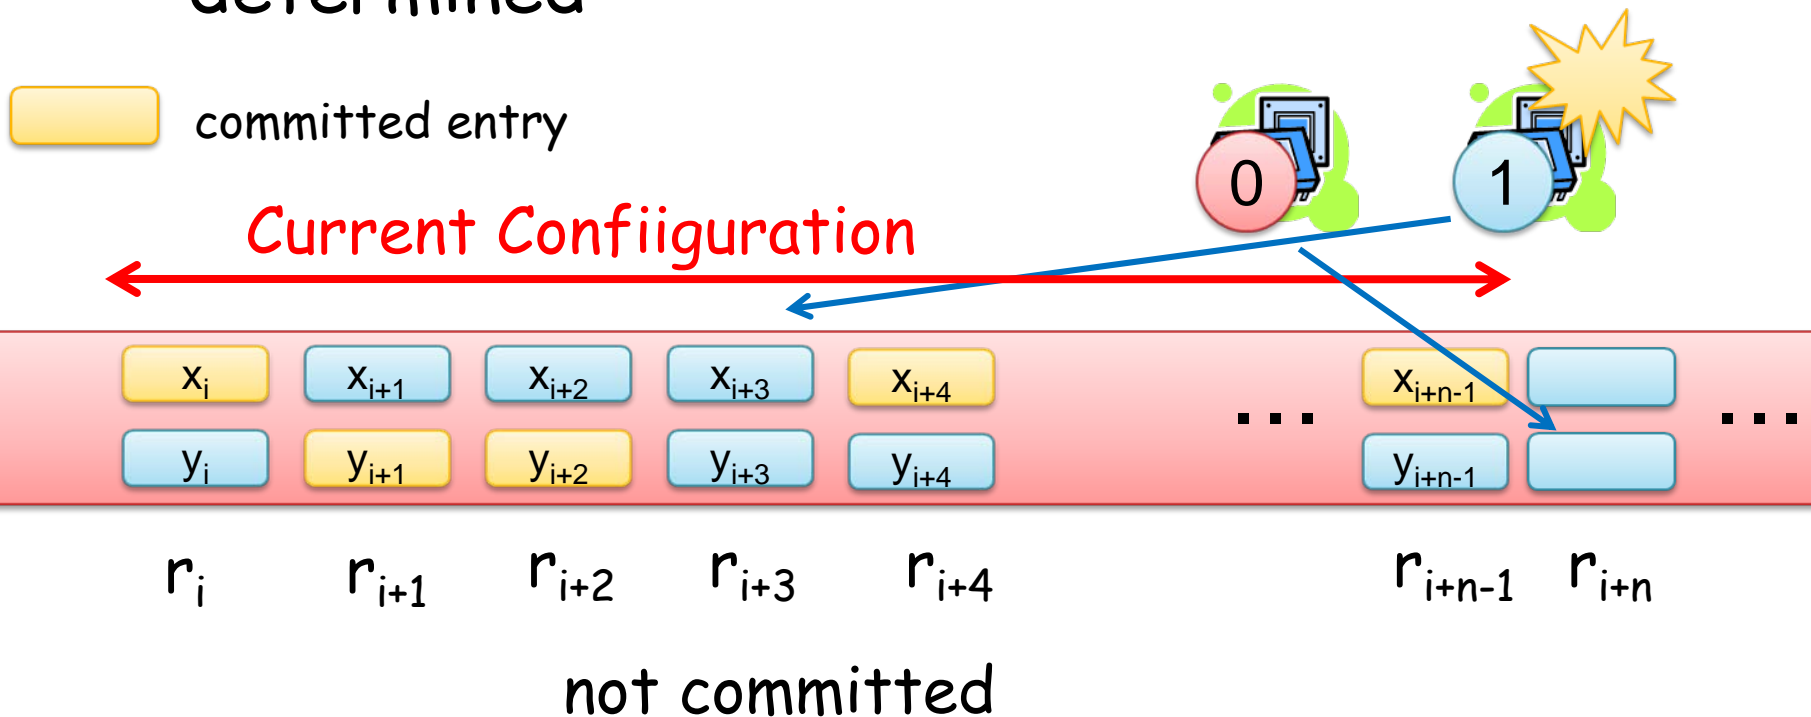 determined
committed entry
0 1
Current Confiiguration
xᵢ xᵢ₊₁ xᵢ₊₂ xᵢ₊₃ xᵢ₊₄ ... xᵢ₊ₙ₋₁ ...
yᵢ yᵢ₊₁ yᵢ₊₂ yᵢ₊₃ yᵢ₊₄ yᵢ₊ₙ₋₁
rᵢ rᵢ₊₁ rᵢ₊₂ rᵢ₊₃ rᵢ₊₄ rᵢ₊ₙ₋₁ rᵢ₊ₙ
not committed